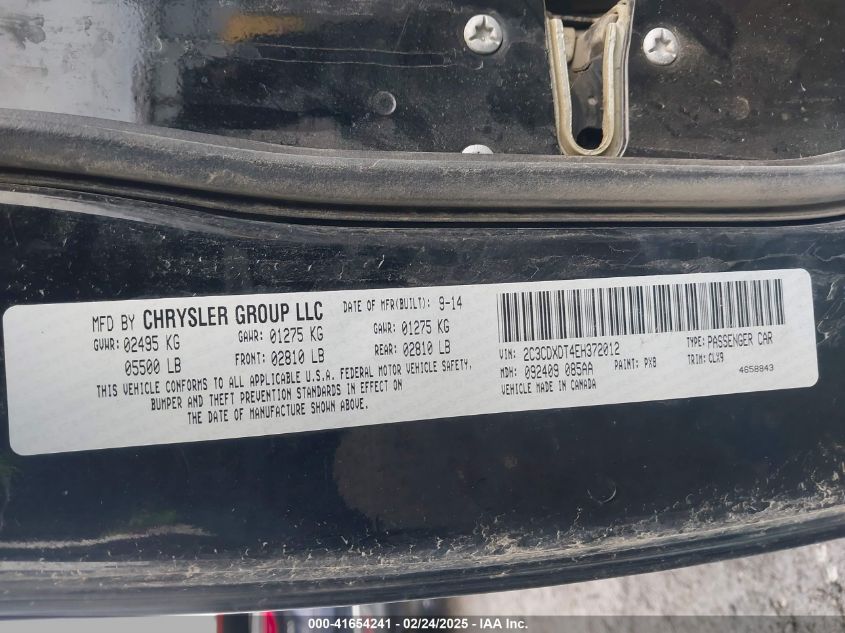 MFD BY CHRYSLER GROUP LLC DATE OF MFR(BUILT): 9-14
GVWR: 02495 KG GAWR: 01275 KG GAWR: 01275 KG
05500 LB FRONT: 02810 LB REAR: 02810 LB
THIS VEHICLE CONFORMS TO ALL APPLICABLE U.S.A. FEDERAL MOTOR VEHICLE SAFETY,
BUMPER AND THEFT PREVENTION STANDARDS IN EFFECT ON
THE DATE OF MANUFACTURE SHOWN ABOVE.
VIN: 2C3CDXDT4EH372012 TYPE: PASSENGER CAR
MDH: 092409 085AA PAINT: PX8 TRIM: CLX9
VEHICLE MADE IN CANADA 4658843
000-41654241 - 02/24/2025 - IAA Inc.